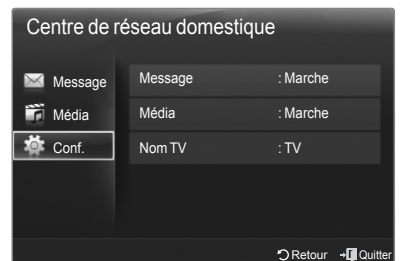 Centre de réseau domestique
Message
Média
Conf.
Message : Marche
Média : Marche
Nom TV : TV
Retour Quitter